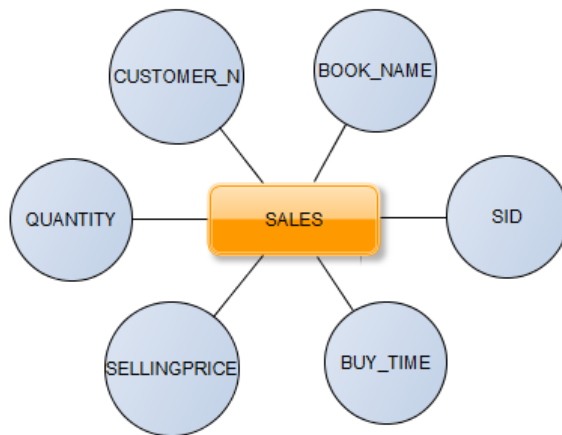 CUSTOMER_N
BOOK_NAME
QUANTITY
SALES
SID
SELLINGPRICE
BUY_TIME